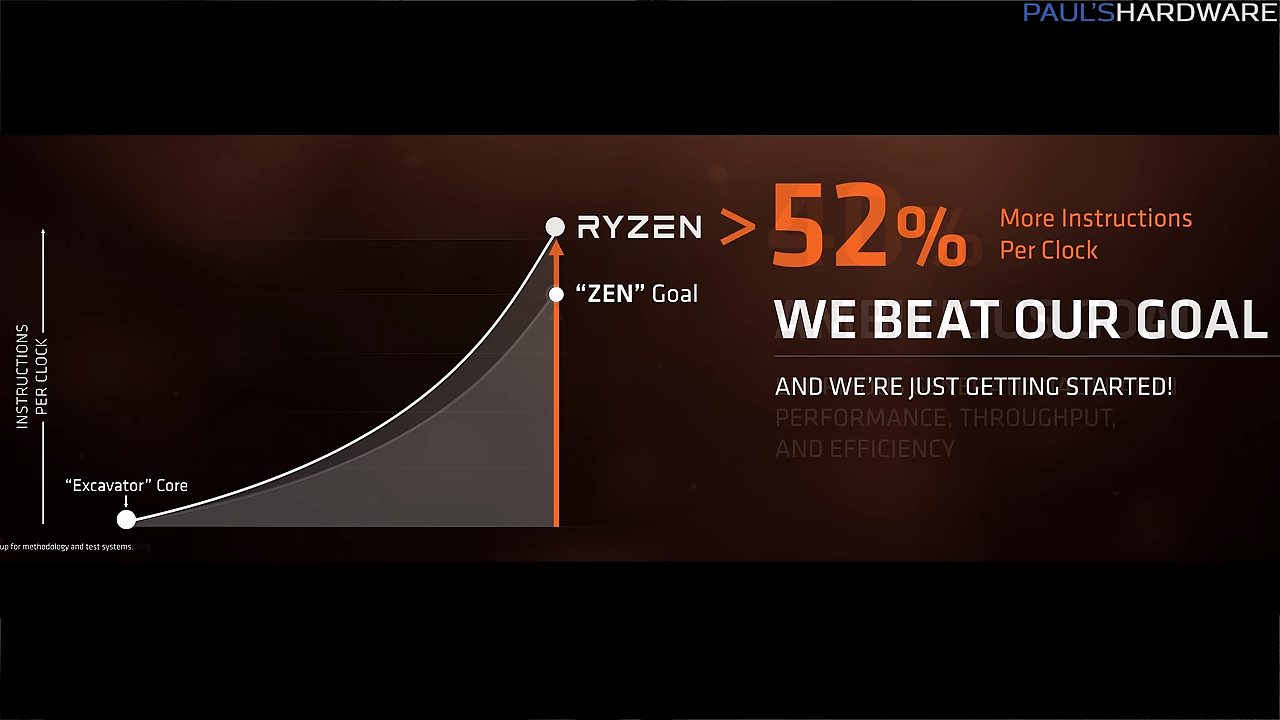 PAUL'SHARDWARE
RYZEN
> 52%
More Instructions
Per Clock
"ZEN" Goal
WE BEAT OUR GOAL
AND WE'RE JUST GETTING STARTED!
PERFORMANCE, THROUGHPUT,
AND EFFICIENCY
INSTRUCTIONS
PER CLOCK
"Excavator" Core
up for methodology and test systems.